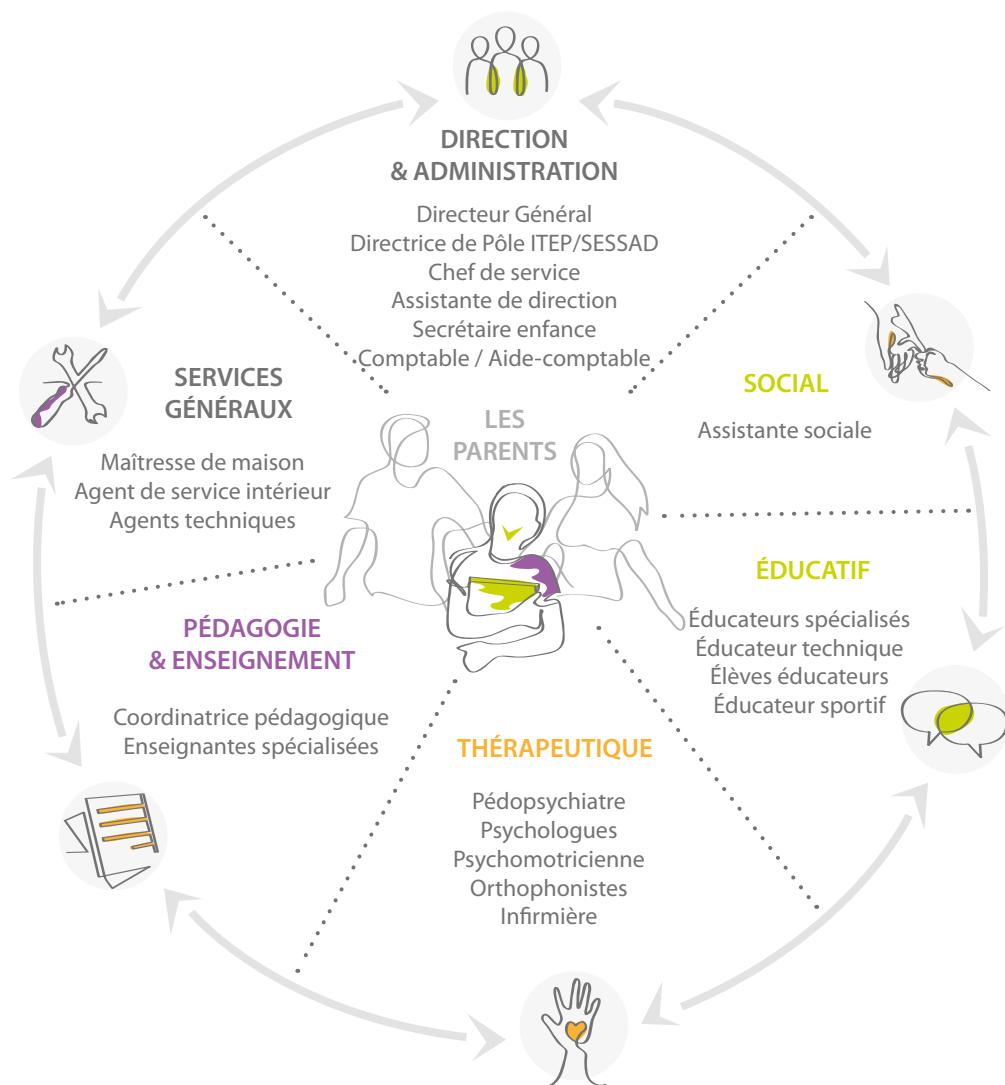 DIRECTION
& ADMINISTRATION
Directeur Général
Directrice de Pôle ITEP/SESSAD
Chef de service
Assistante de direction
Secrétaire enfance
Comptable / Aide-comptable
SOCIAL
Assistante sociale
ÉDUCATIF
Éducateurs spécialisés
Éducateur technique
Élèves éducateurs
Éducateur sportif
THÉRAPEUTIQUE
Pédopsychiatre
Psychologues
Psychomotricienne
Orthophonistes
Infirmière
PÉDAGOGIE
& ENSEIGNEMENT
Coordinatrice pédagogique
Enseignantes spécialisées
SERVICES
GÉNÉRAUX
Maîtresse de maison
Agent de service intérieur
Agents techniques
LES
PARENTS